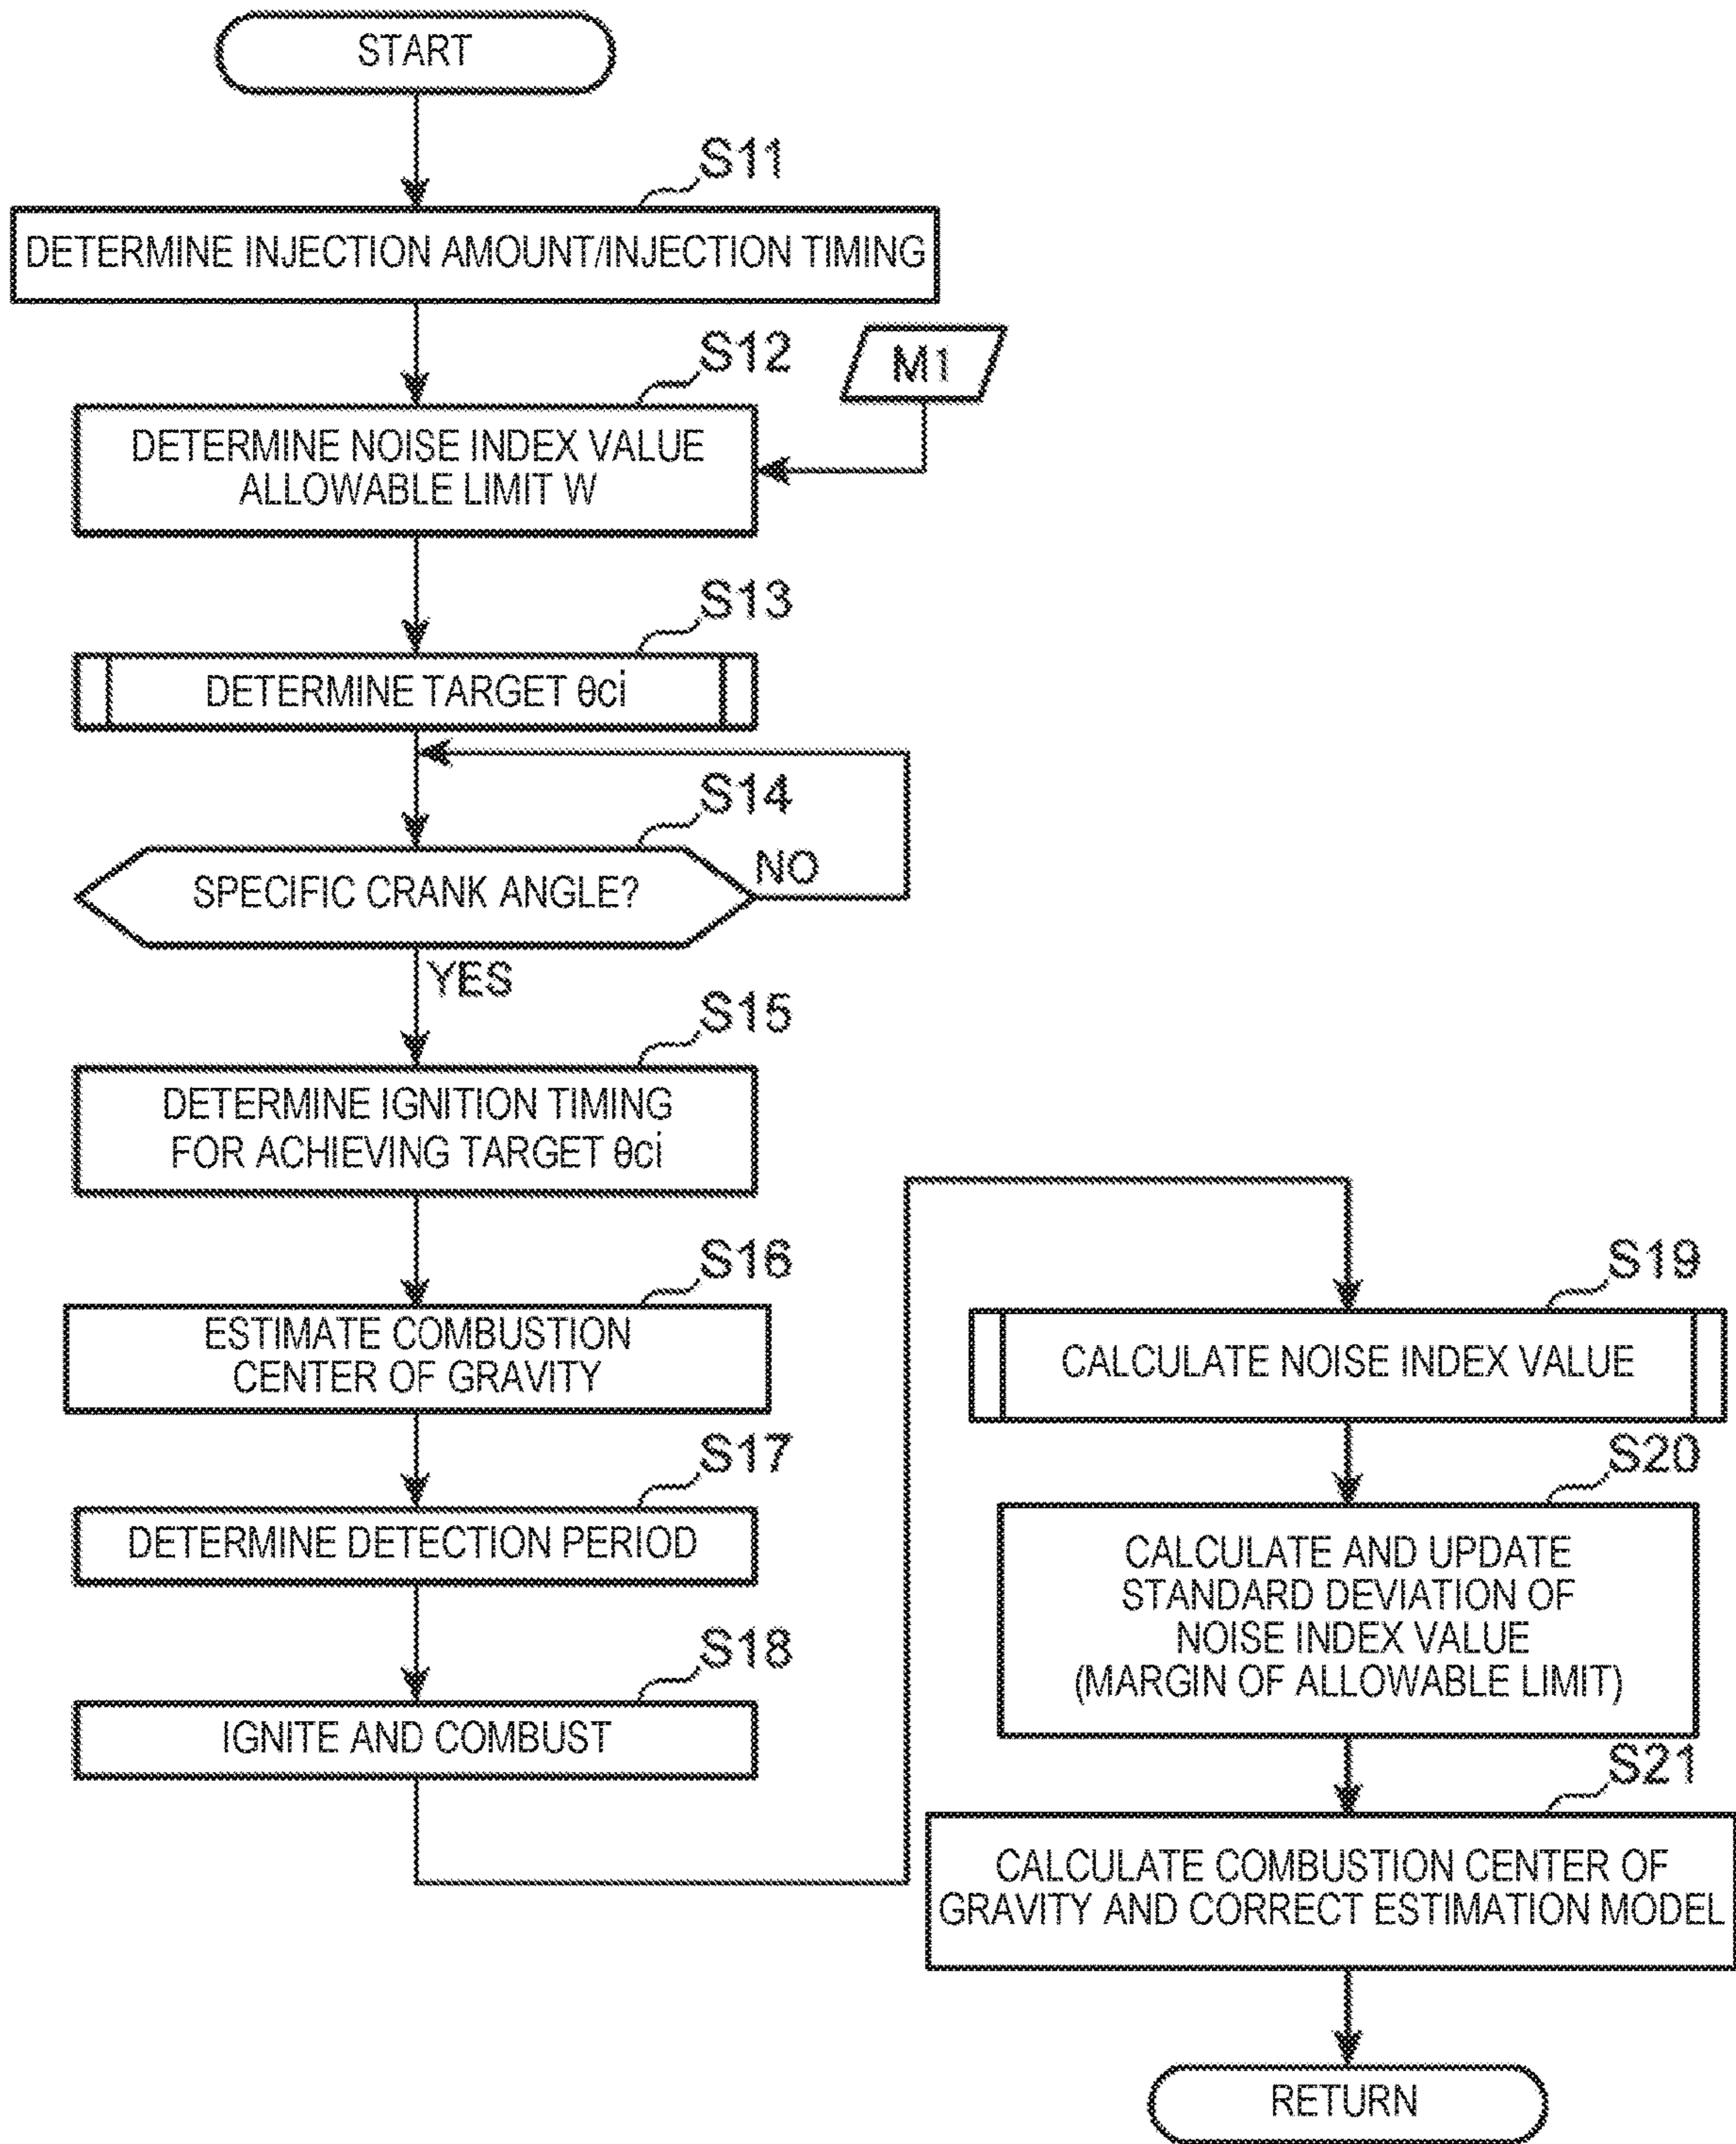 START
S11
DETERMINE INJECTION AMOUNT/INJECTION TIMING
S12
M1
DETERMINE NOISE INDEX VALUE
ALLOWABLE LIMIT W
S13
DETERMINE TARGET θci
S14
SPECIFIC CRANK ANGLE?
NO
YES
S15
DETERMINE IGNITION TIMING
FOR ACHIEVING TARGET θci
S16
ESTIMATE COMBUSTION
CENTER OF GRAVITY
S17
DETERMINE DETECTION PERIOD
S18
IGNITE AND COMBUST
S19
CALCULATE NOISE INDEX VALUE
S20
CALCULATE AND UPDATE
STANDARD DEVIATION OF
NOISE INDEX VALUE
(MARGIN OF ALLOWABLE LIMIT)
S21
CALCULATE COMBUSTION CENTER OF
GRAVITY AND CORRECT ESTIMATION MODEL
RETURN